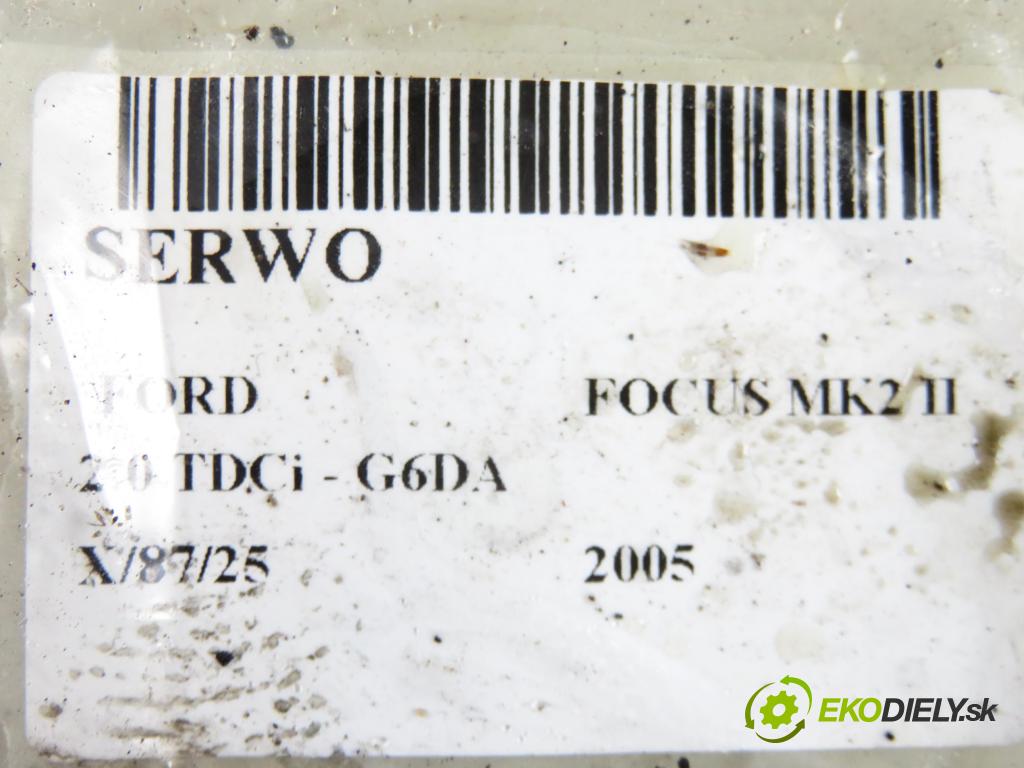 SERWO
FORD FOCUS MK2 II
2.0 TDCi - G6DA
X/87/25 2005
EKODIELY.sk